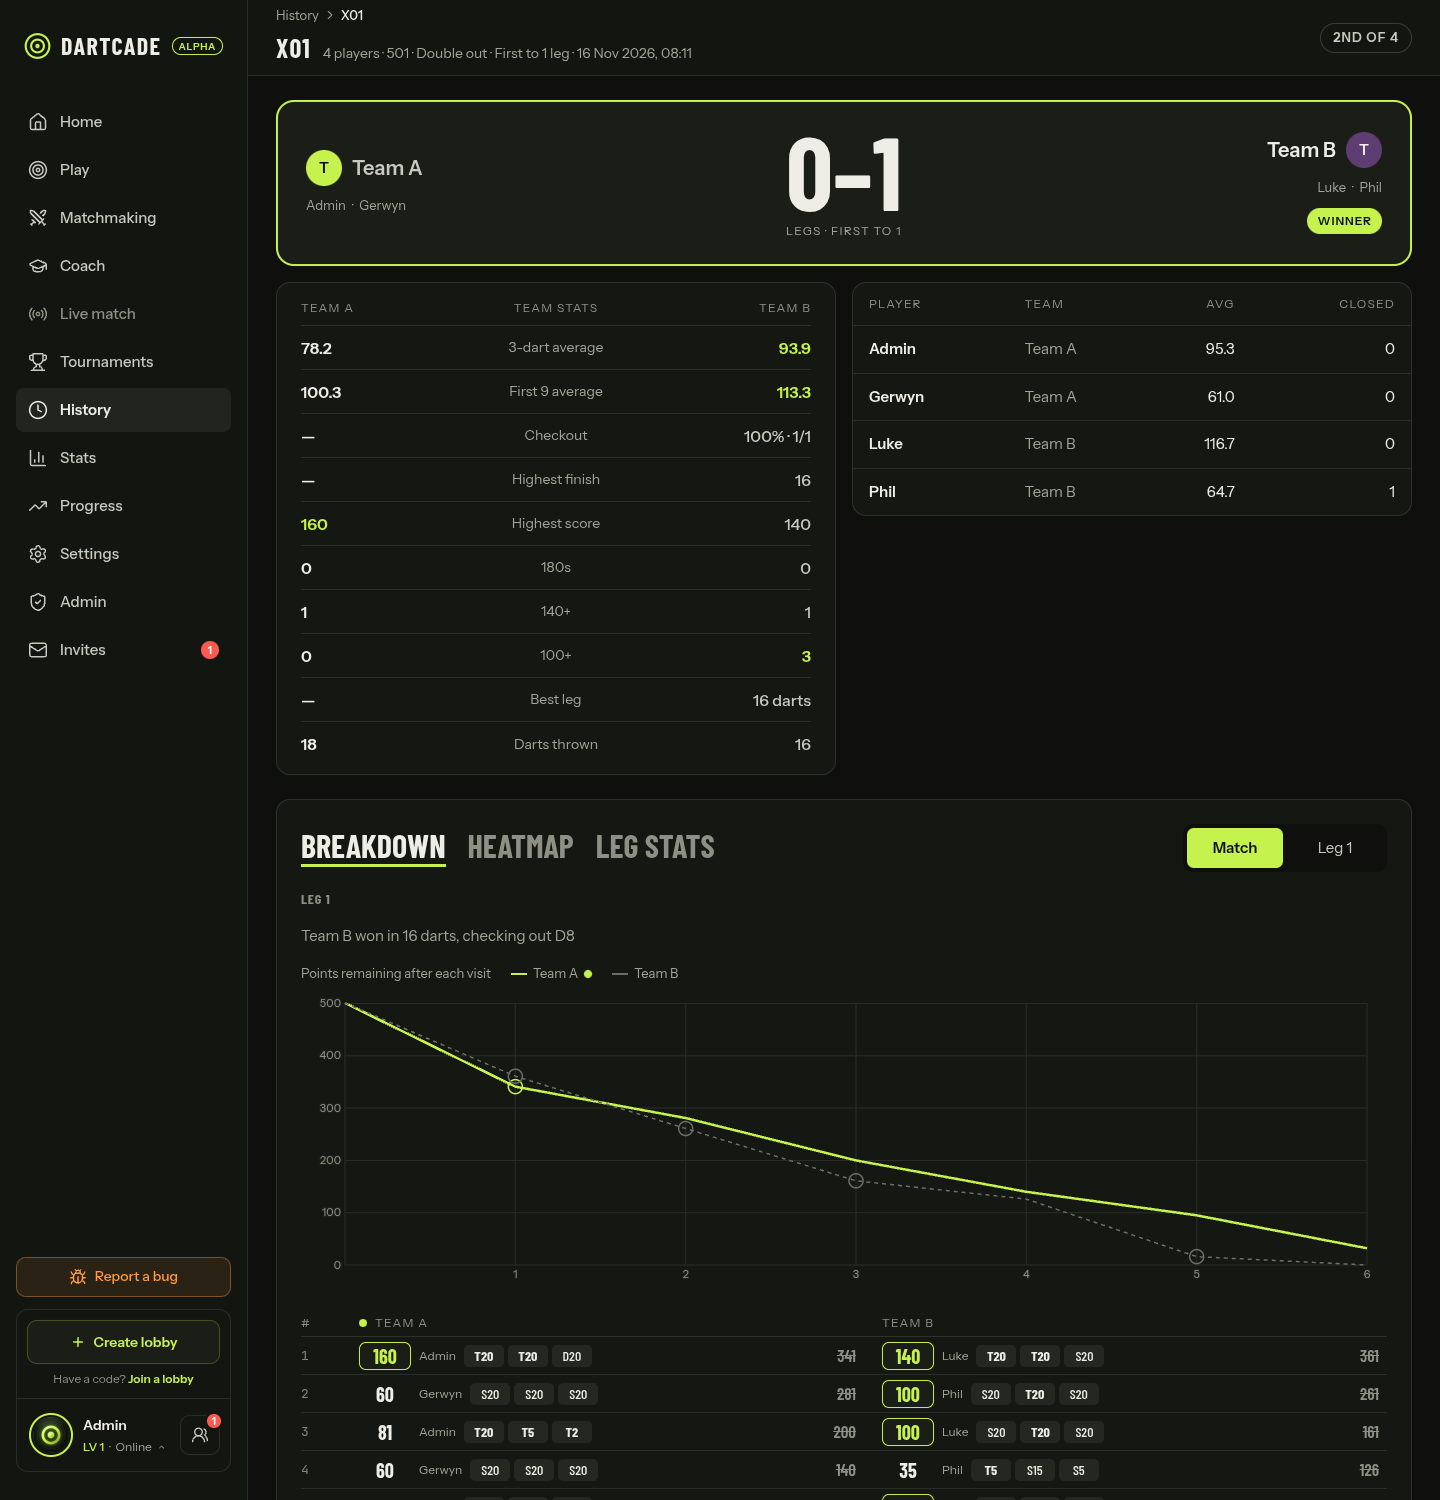 DARTCADE ALPHA
Home
Play
Matchmaking
Coach
Live match
Tournaments
History
Stats
Progress
Settings
Admin
Invites 1
Report a bug
+ Create lobby
Have a code? Join a lobby
Admin 1
LV 1 · Online
History > X01
X01 4 players · 501 · Double out · First to 1 leg · 16 Nov 2026, 08:11
2ND OF 4
T Team A
Admin · Gerwyn
0–1
LEGS · FIRST TO 1
Team B T
Luke · Phil
WINNER
TEAM A TEAM STATS TEAM B
78.2 3-dart average 93.9
100.3 First 9 average 113.3
— Checkout 100% · 1/1
— Highest finish 16
160 Highest score 140
0 180s 0
1 140+ 1
0 100+ 3
— Best leg 16 darts
18 Darts thrown 16
PLAYER TEAM AVG CLOSED
Admin Team A 95.3 0
Gerwyn Team A 61.0 0
Luke Team B 116.7 0
Phil Team B 64.7 1
BREAKDOWN HEATMAP LEG STATS
Match Leg 1
LEG 1
Team B won in 16 darts, checking out D8
Points remaining after each visit Team A Team B
500
400
300
200
100
0
1 2 3 4 5 6
# TEAM A TEAM B
1 160 Admin T20 T20 D20 341 140 Luke T20 T20 S20 361
2 60 Gerwyn S20 S20 S20 281 100 Phil S20 T20 S20 261
3 81 Admin T20 T5 T2 200 100 Luke S20 T20 S20 161
4 60 Gerwyn S20 S20 S20 140 35 Phil T5 S15 S5 126